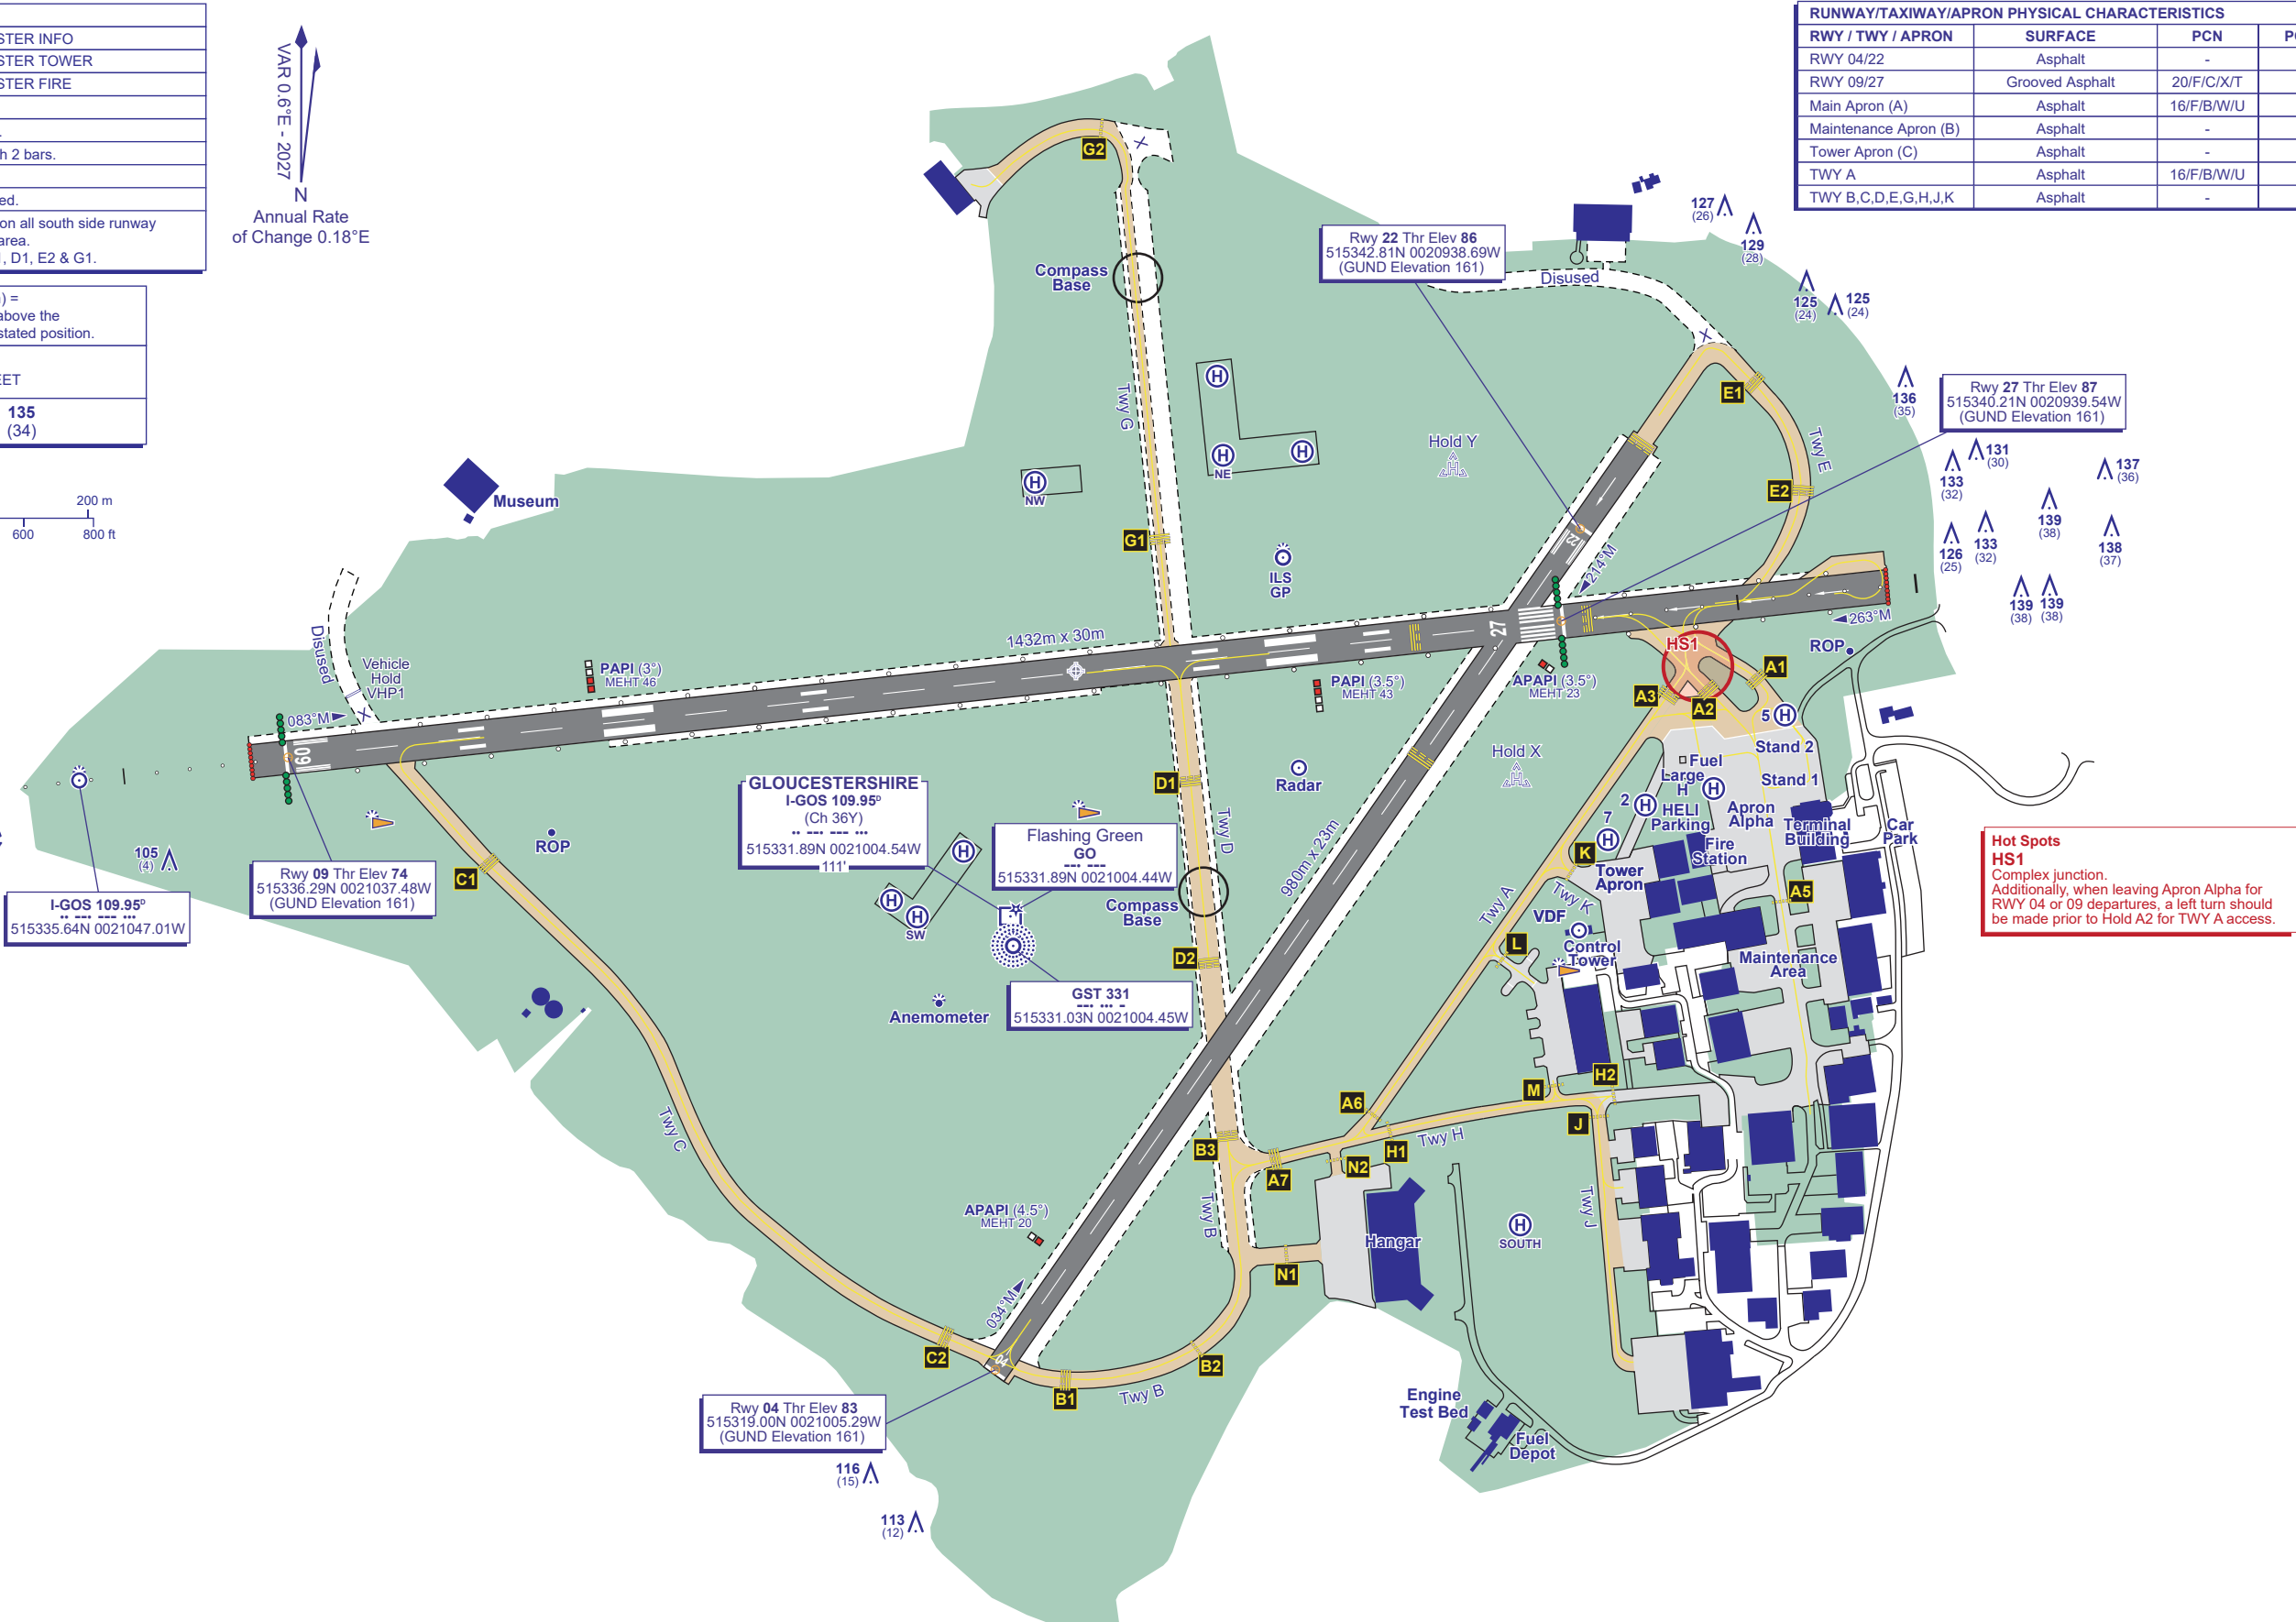 STER INFO
STER TOWER
STER FIRE
h 2 bars.
ed.
on all south side runway
area.
, D1, E2 & G1.
) =
above the
stated position.
EET
135
(34)
200 m
600 800 ft
VAR 0.6°E - 2027
N
Annual Rate
of Change 0.18°E
RUNWAY/TAXIWAY/APRON PHYSICAL CHARACTERISTICS
RWY / TWY / APRON SURFACE PCN
RWY 04/22 Asphalt -
RWY 09/27 Grooved Asphalt 20/F/C/X/T
Main Apron (A) Asphalt 16/F/B/W/U
Maintenance Apron (B) Asphalt -
Tower Apron (C) Asphalt -
TWY A Asphalt 16/F/B/W/U
TWY B,C,D,E,G,H,J,K Asphalt -
G2
X
Compass
Base
Twy G
H
H
NE
H
H
NW
G1
ILS
GP
Rwy 22 Thr Elev 86
515342.81N 0020938.69W
(GUND Elevation 161)
Disused
X
127
(26)
129
(28)
125
(24)
125
(24)
136
(35)
E1
Twy E
E2
Hold Y
H
Rwy 27 Thr Elev 87
515340.21N 0020939.54W
(GUND Elevation 161)
131
(30)
133
(32)
137
(36)
139
(38)
126
(25)
133
(32)
138
(37)
139
(38)
139
(38)
Museum
Disused
Vehicle
Hold
VHP1
X
083°M
09
PAPI (3°)
MEHT 46
1432m x 30m
PAPI (3.5°)
MEHT 43
27
22
214°M
APAPI (3.5°)
MEHT 23
263°M
HS1
ROP
A1
A2
A3
5 H
Stand 2
Stand 1
Fuel
Large
H
H
2 H
HELI
Parking
7
H
Apron
Alpha
Terminal
Building
Car
Park
Fire
Station
K
Tower
Apron
Twy K
A5
VDF
Control
Tower
Maintenance
Area
L
Twy A
Hold X
H
Radar
D1
Twy D
Compass
Base
D2
980m x 23m
105
(4)
I-GOS 109.95ᴰ
515335.64N 0021047.01W
Rwy 09 Thr Elev 74
515336.29N 0021037.48W
(GUND Elevation 161)
ROP
C1
GLOUCESTERSHIRE
I-GOS 109.95ᴰ
(Ch 36Y)
515331.89N 0021004.54W
111'
Flashing Green
GO
515331.89N 0021004.44W
H
H
H
SW
GST 331
515331.03N 0021004.45W
Anemometer
Hot Spots
HS1
Complex junction.
Additionally, when leaving Apron Alpha for
RWY 04 or 09 departures, a left turn should
be made prior to Hold A2 for TWY A access.
Twy C
A6
M
H2
J
Twy H
H1
N2
B3
A7
Twy B
Twy J
APAPI (4.5°)
MEHT 20
H
SOUTH
Hangar
N1
034°M
04
C2
B1
B2
Twy B
Rwy 04 Thr Elev 83
515319.00N 0021005.29W
(GUND Elevation 161)
Engine
Test Bed
Fuel
Depot
116
(15)
113
(12)